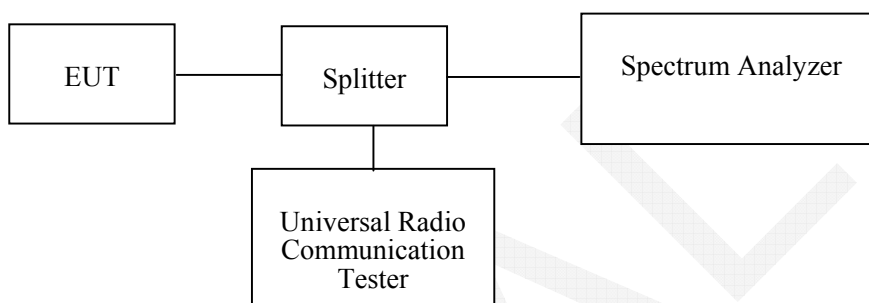 EUT
Splitter
Spectrum Analyzer
Universal Radio
Communication
Tester